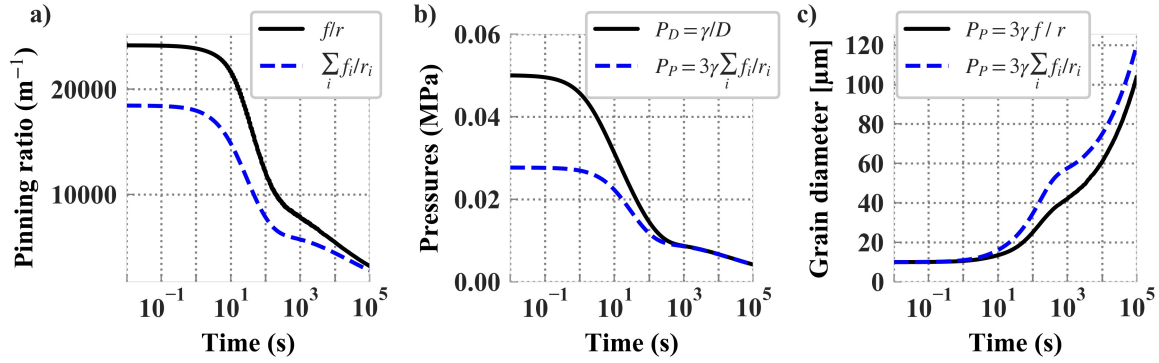 a)
f/r
∑ᵢ fᵢ/rᵢ
20000
10000
Pinning ratio (m⁻¹)
10⁻¹ 10¹ 10³ 10⁵
Time (s)
b)
P_D = γ/D
P_P = 3γ∑ᵢ fᵢ/rᵢ
0.06
0.04
0.02
0.00
Pressures (MPa)
10⁻¹ 10¹ 10³ 10⁵
Time (s)
c)
P_P = 3γ f / r
P_P = 3γ∑ᵢ fᵢ/rᵢ
120
100
80
60
40
20
0
Grain diameter [μm]
10⁻¹ 10¹ 10³ 10⁵
Time (s)